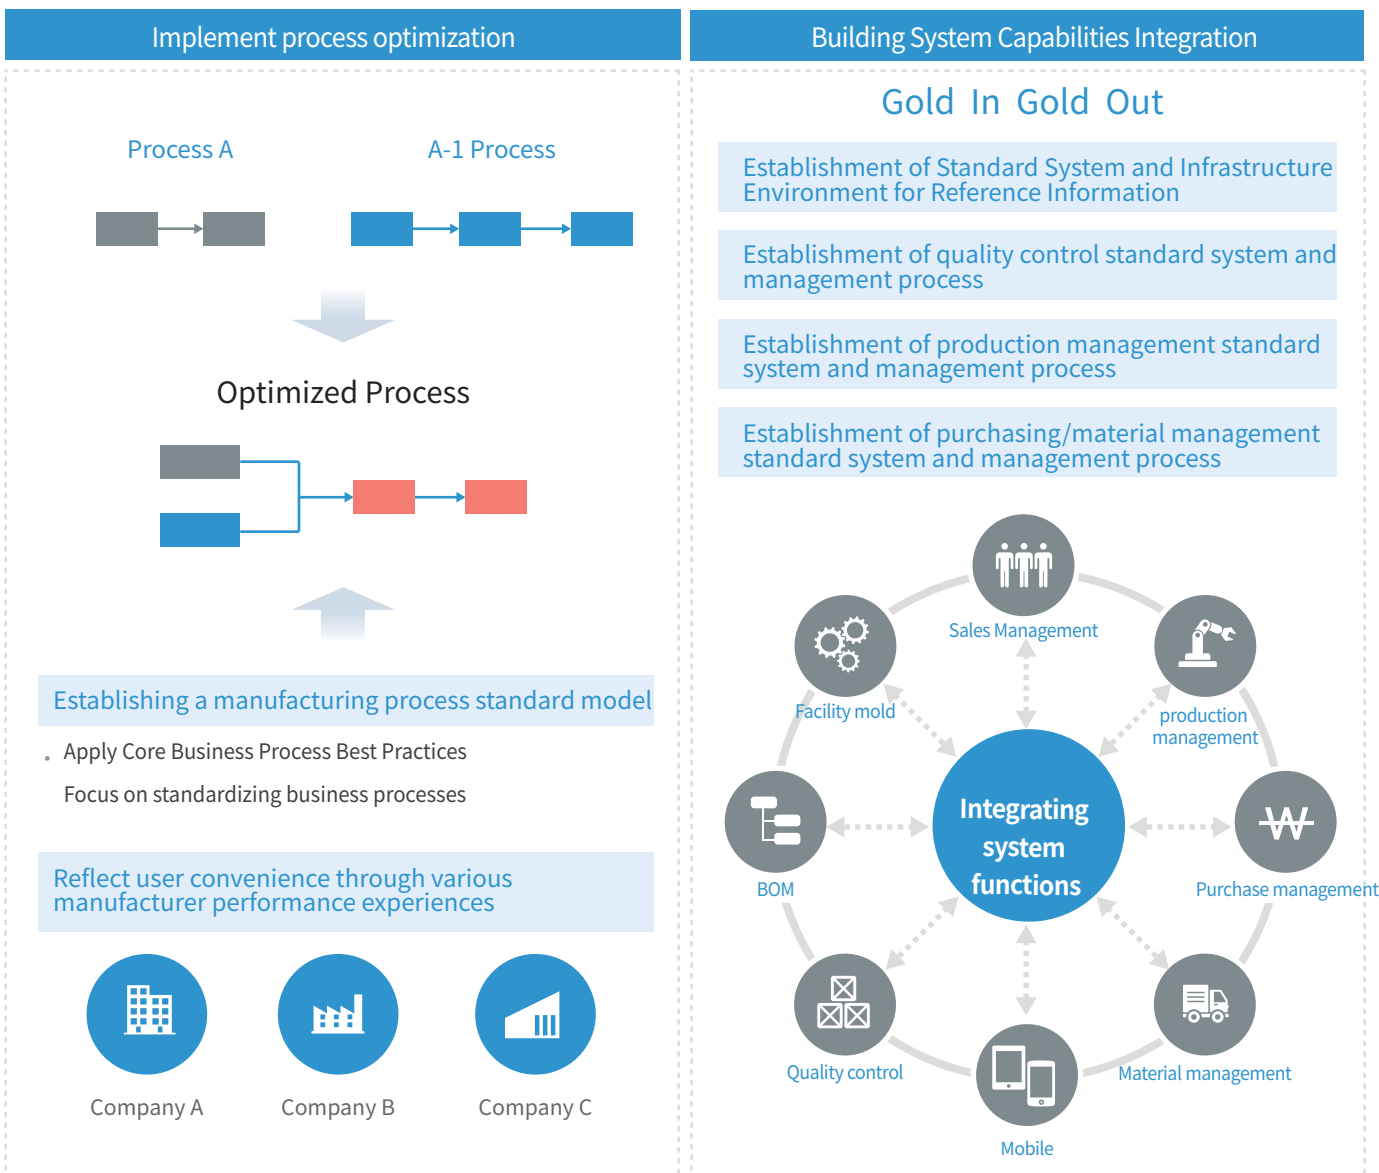 Implement process optimization
Process A
A-1 Process
Optimized Process
Establishing a manufacturing process standard model
. Apply Core Business Process Best Practices
Focus on standardizing business processes
Reflect user convenience through various
manufacturer performance experiences
Company A
Company B
Company C
Building System Capabilities Integration
Gold In Gold Out
Establishment of Standard System and Infrastructure
Environment for Reference Information
Establishment of quality control standard system and
management process
Establishment of production management standard
system and management process
Establishment of purchasing/material management
standard system and management process
Sales Management
Facility mold
production
management
Integrating
system
functions
BOM
Purchase management
Quality control
Material management
Mobile